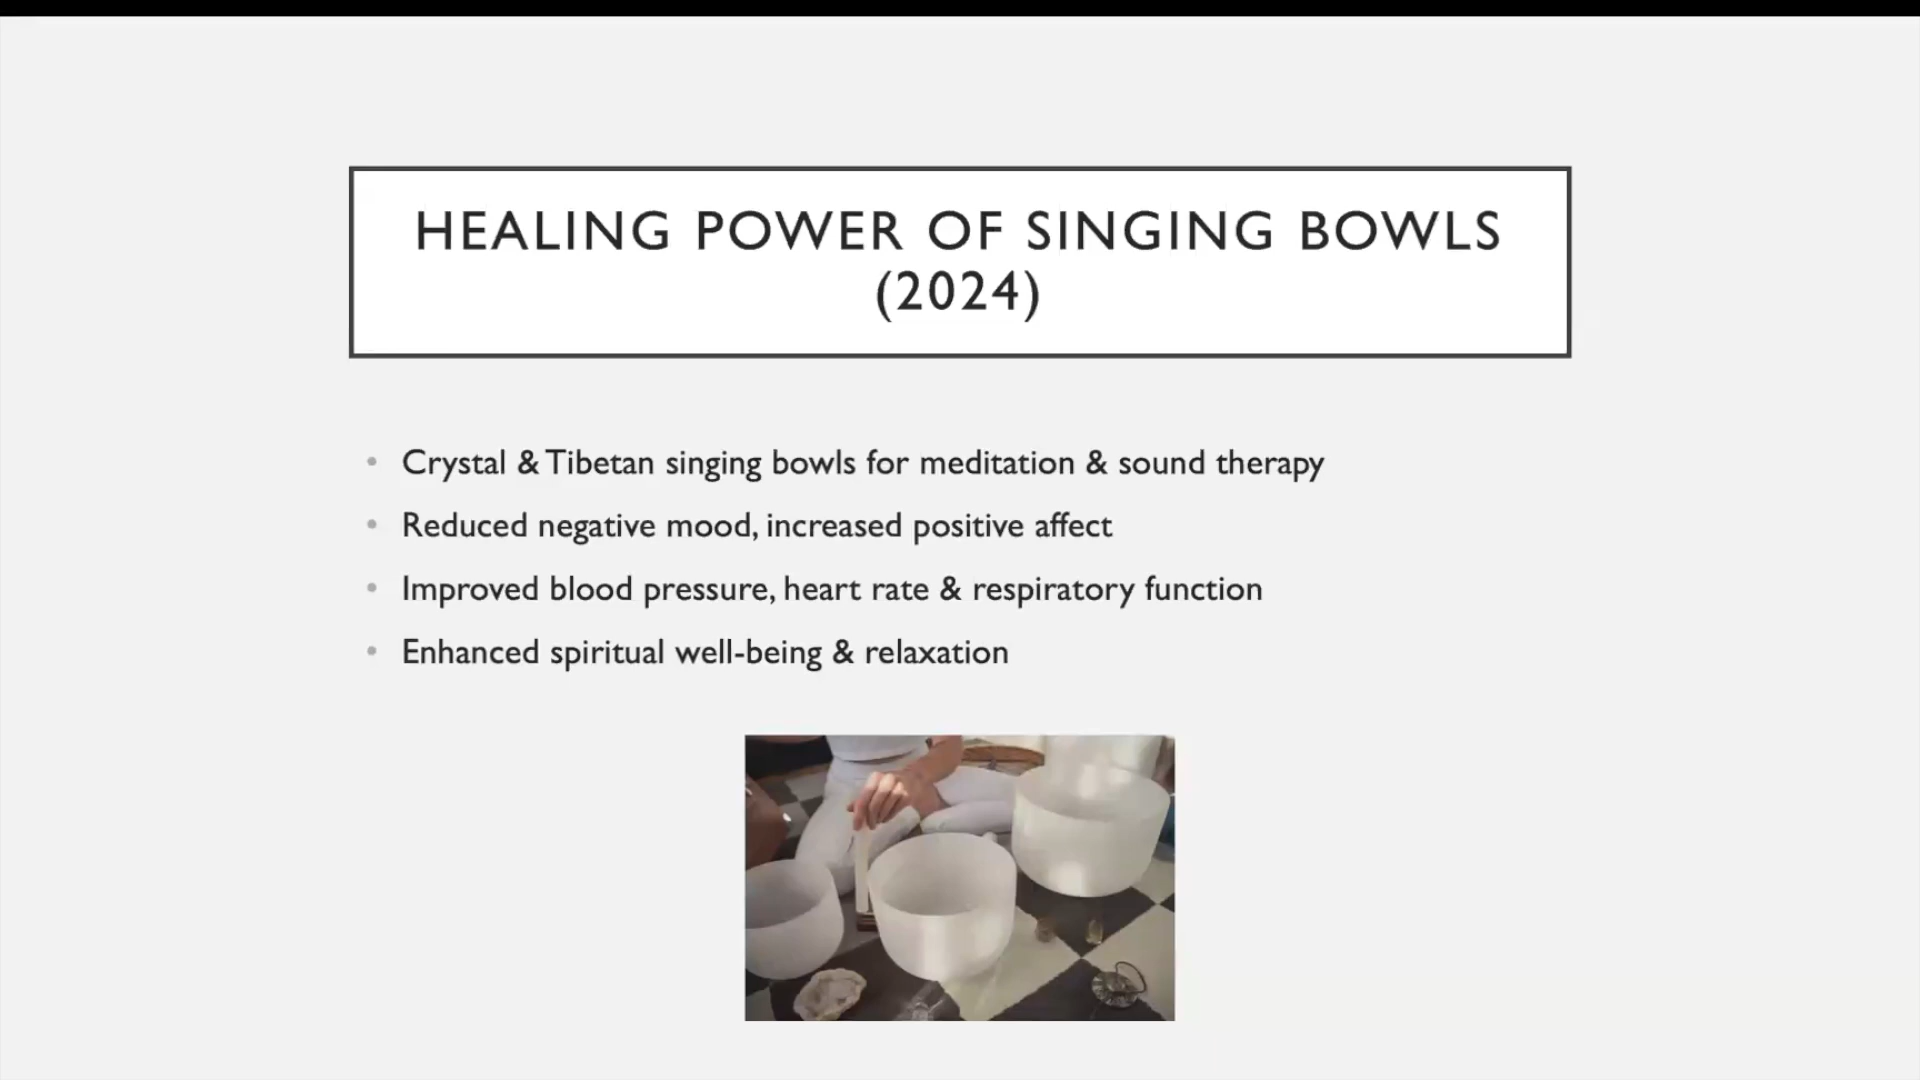 HEALING POWER OF SINGING BOWLS
(2024)
• Crystal & Tibetan singing bowls for meditation & sound therapy
• Reduced negative mood, increased positive affect
• Improved blood pressure, heart rate & respiratory function
• Enhanced spiritual well-being & relaxation